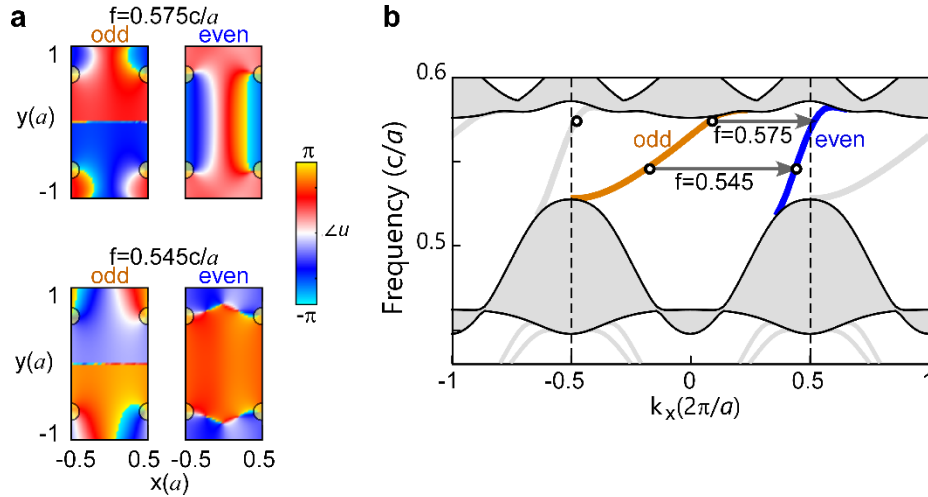 a
f=0.575c/a
odd
even
1
y(a)
-1
π
∠u
-π
f=0.545c/a
odd
even
1
y(a)
-1
-0.5
0.5
-0.5
0.5
x(a)
b
0.6
0.5
Frequency (c/a)
odd
f=0.575
even
f=0.545
-1
-0.5
0
0.5
1
kₓ(2π/a)